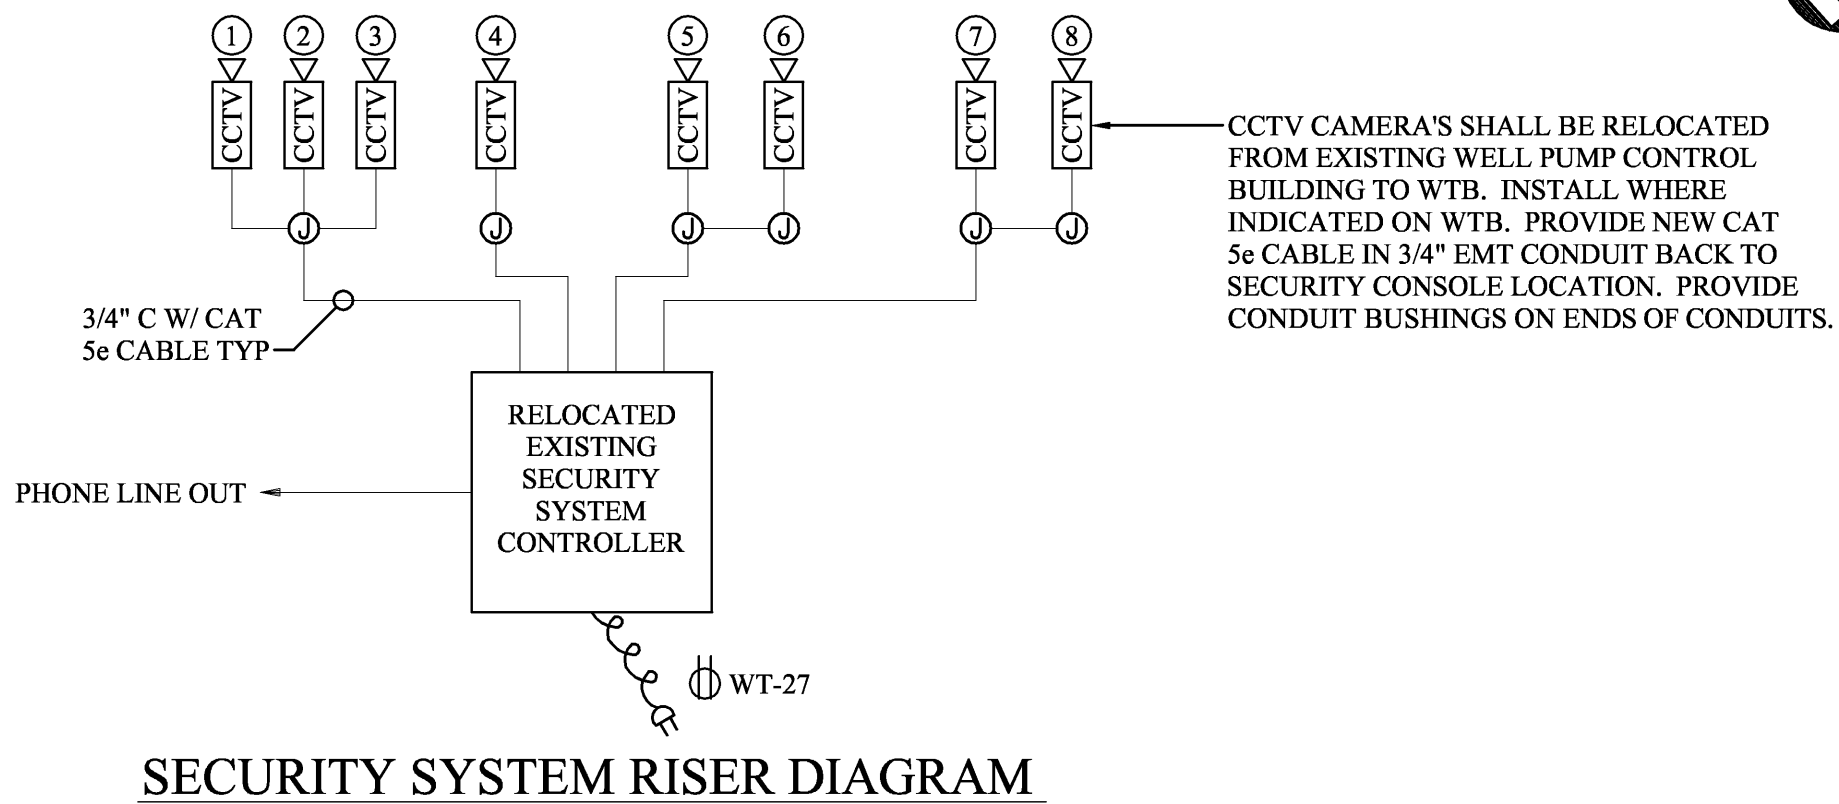 1 2 3 4 5 6 7 8
CCTV CCTV CCTV CCTV CCTV CCTV CCTV CCTV
J J J J J J
CCTV CAMERA'S SHALL BE RELOCATED
FROM EXISTING WELL PUMP CONTROL
BUILDING TO WTB. INSTALL WHERE
INDICATED ON WTB. PROVIDE NEW CAT
5e CABLE IN 3/4" EMT CONDUIT BACK TO
SECURITY CONSOLE LOCATION. PROVIDE
CONDUIT BUSHINGS ON ENDS OF CONDUITS.
3/4" C W/ CAT
5e CABLE TYP
RELOCATED
EXISTING
SECURITY
SYSTEM
CONTROLLER
PHONE LINE OUT
WT-27
SECURITY SYSTEM RISER DIAGRAM